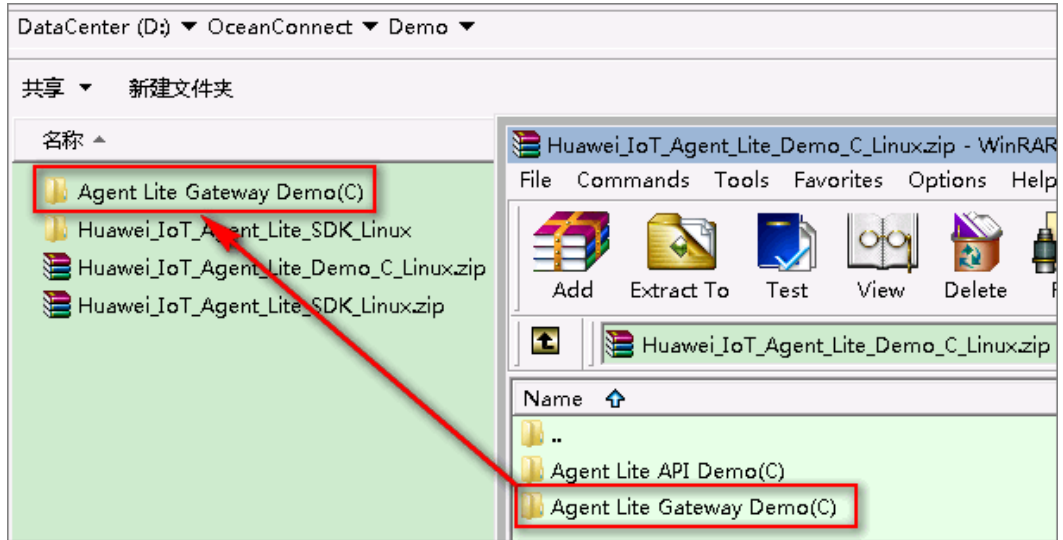 DataCenter (D:) ▼ OceanConnect ▼ Demo ▼
共享 ▼ 新建文件夹
名称
Agent Lite Gateway Demo(C)
Huawei_IoT_Agent_Lite_SDK_Linux
Huawei_IoT_Agent_Lite_Demo_C_Linux.zip
Huawei_IoT_Agent_Lite_SDK_Linux.zip
Huawei_IoT_Agent_Lite_Demo_C_Linux.zip - WinRAR
File Commands Tools Favorites Options Help
Add Extract To Test View Delete
Huawei_IoT_Agent_Lite_Demo_C_Linux.zip
Name
..
Agent Lite API Demo(C)
Agent Lite Gateway Demo(C)